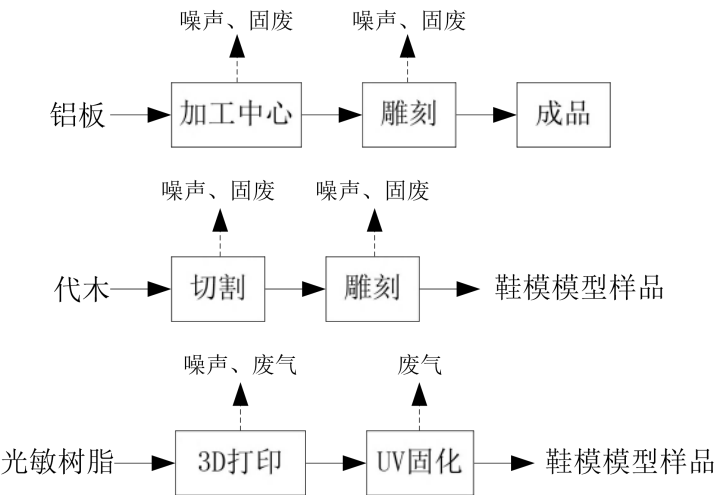 噪声、固废 噪声、固废
铝板 加工中心 雕刻 成品
噪声、固废 噪声、固废
代木 切割 雕刻 鞋模模型样品
噪声、废气 废气
光敏树脂 3D打印 UV固化 鞋模模型样品